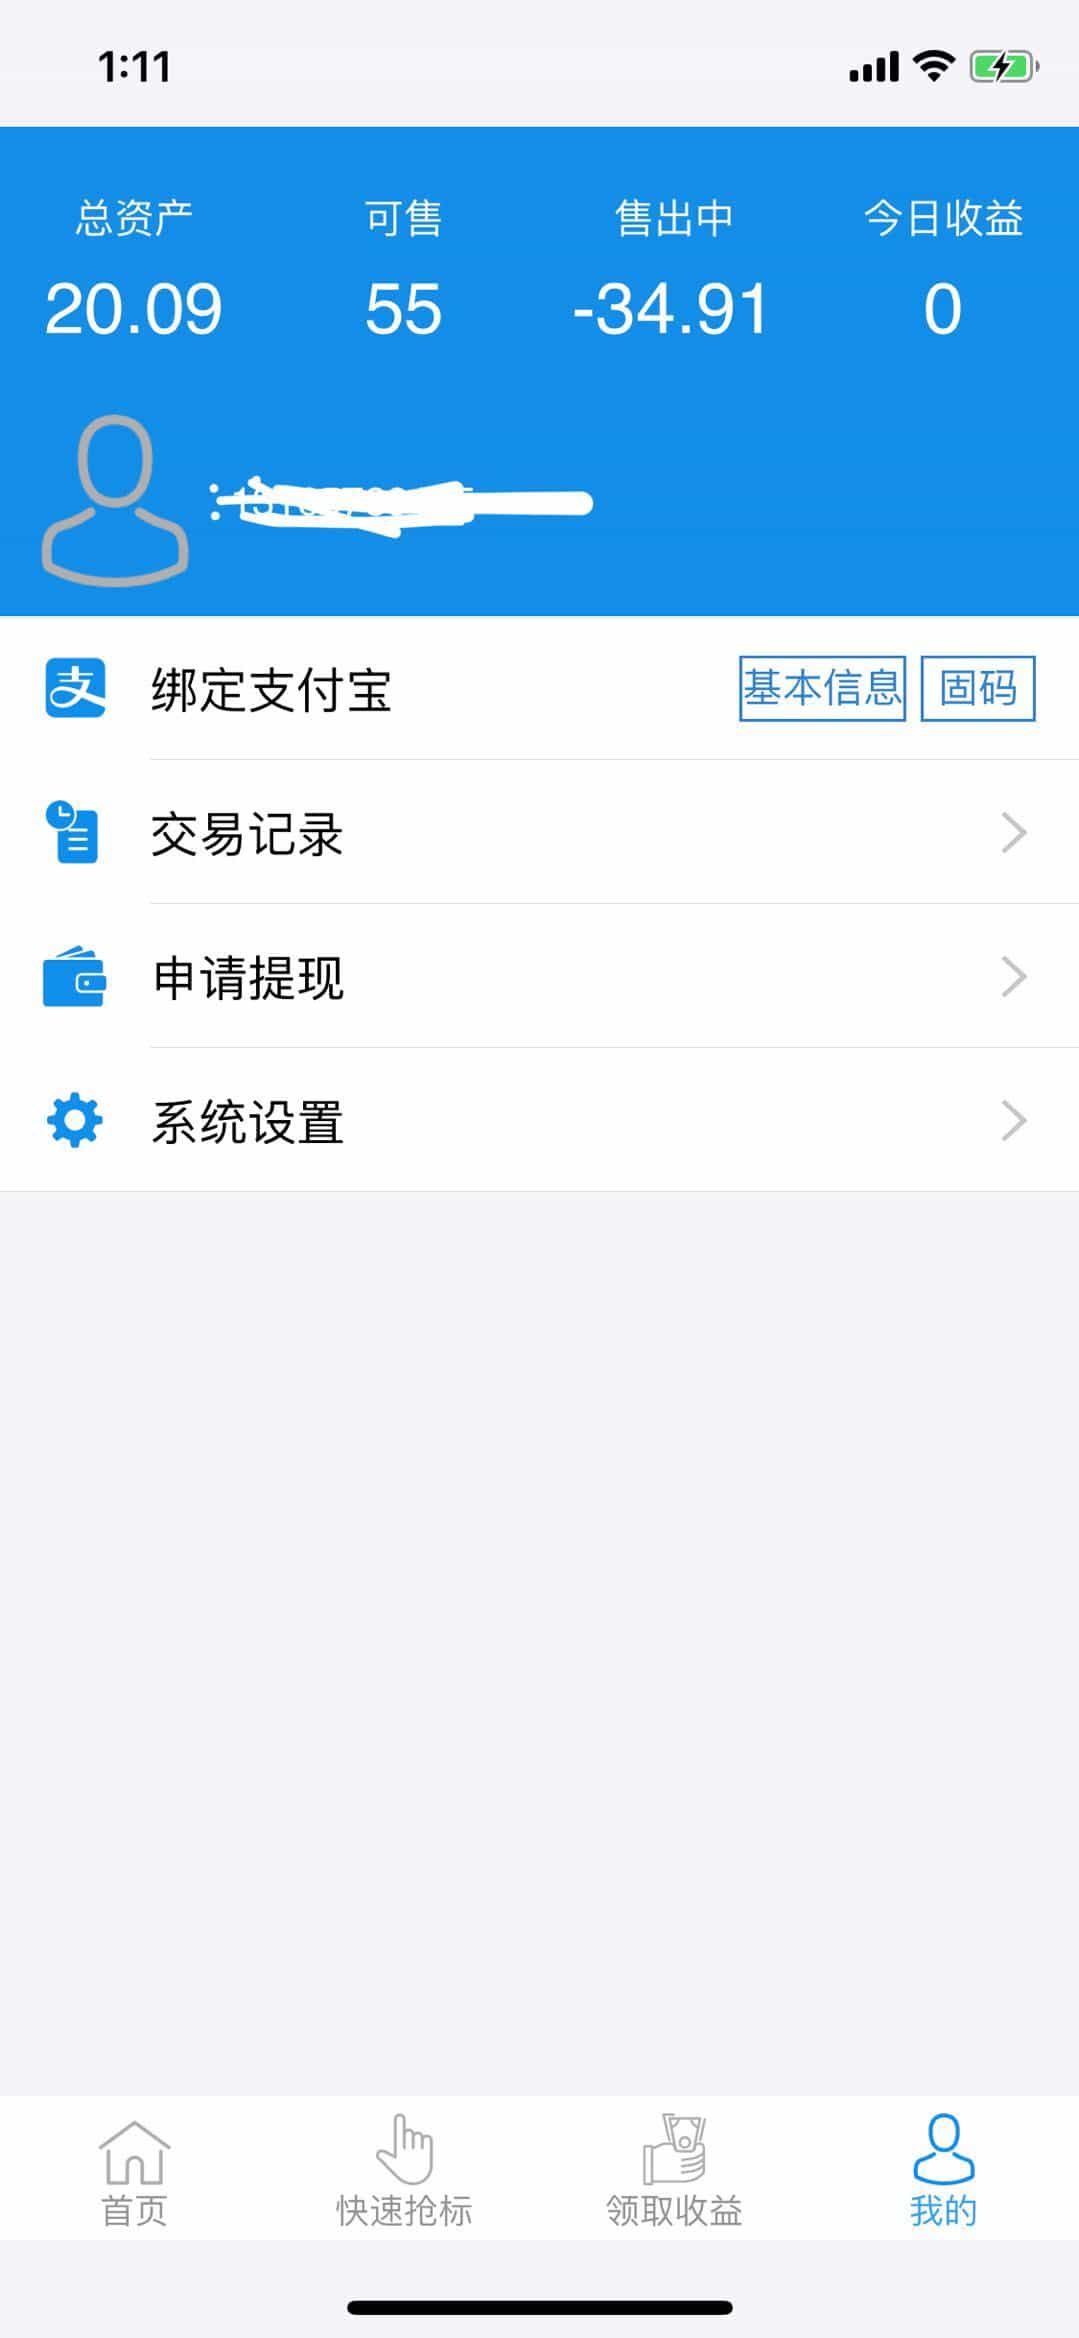 1:11
总资产 可售 售出中 今日收益
20.09 55 -34.91 0
绑定支付宝 基本信息 固码
交易记录
申请提现
系统设置
首页 快速抢标 领取收益 我的